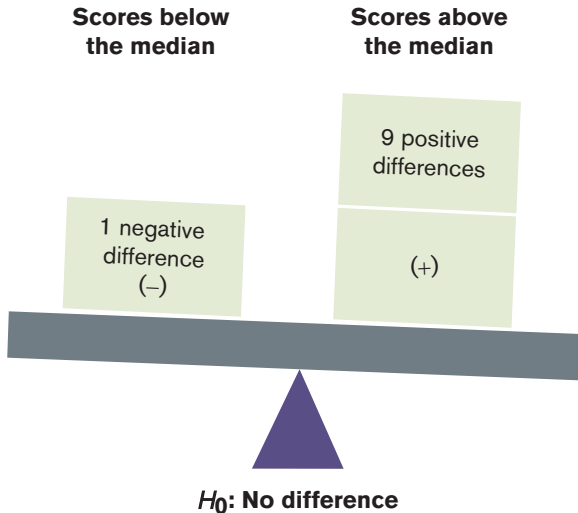 Scores below
the median
Scores above
the median
9 positive
differences
1 negative
difference
(–)
(+)
H0: No difference